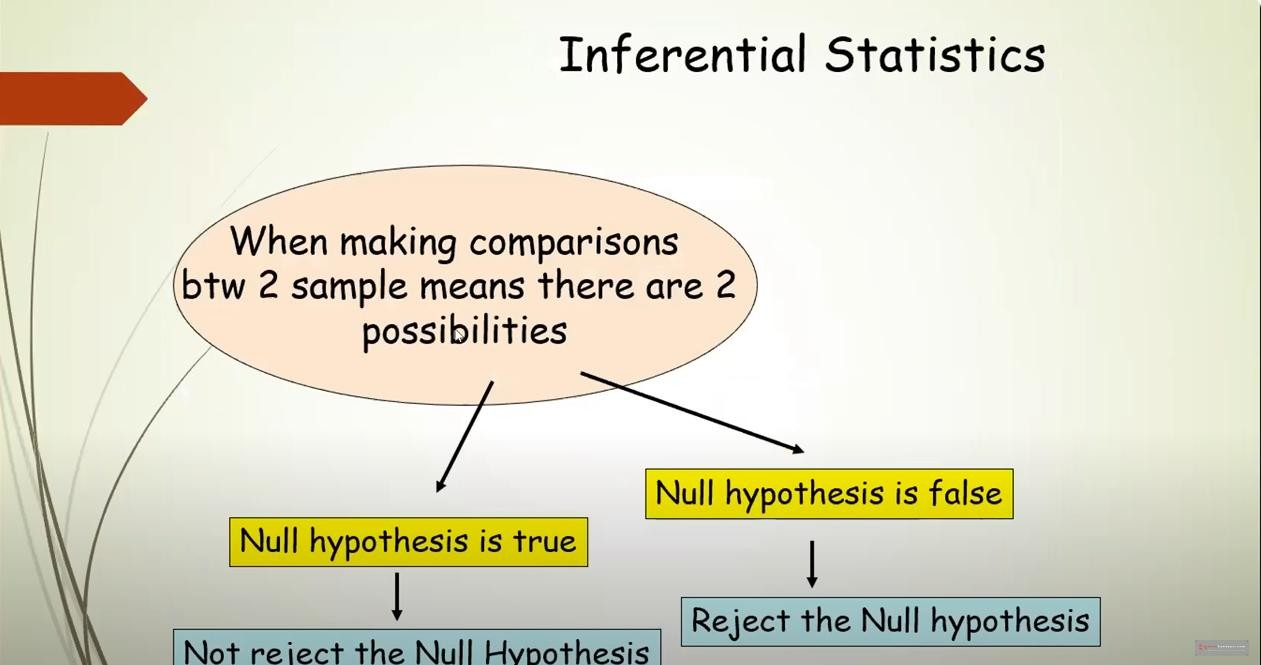 Inferential Statistics
When making comparisons
btw 2 sample means there are 2
possibilities
Null hypothesis is false
Null hypothesis is true
Reject the Null hypothesis
Not reject the Null Hypothesis